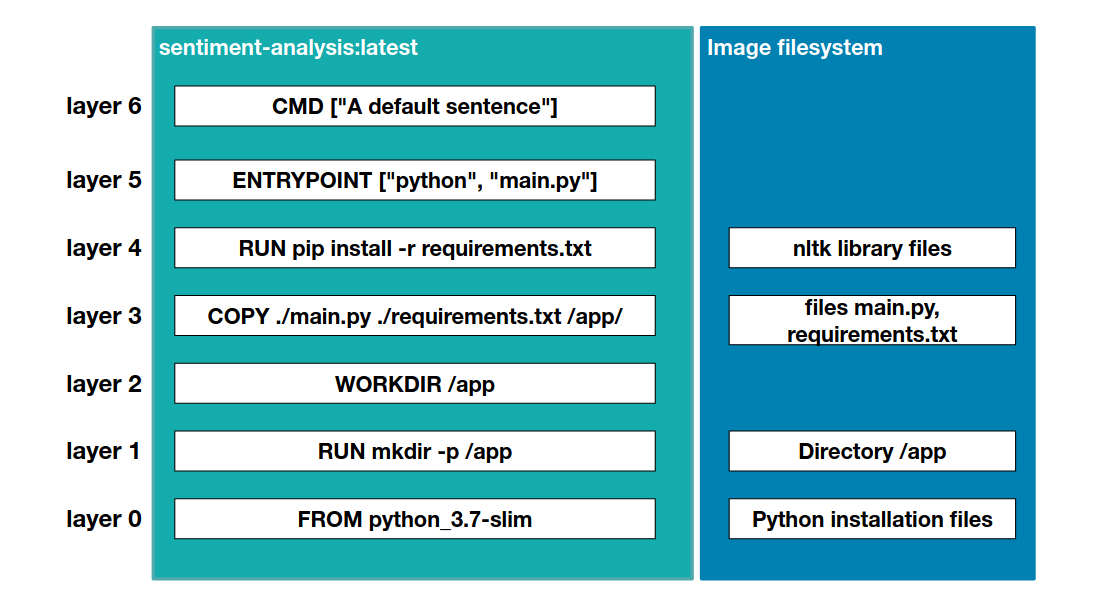 sentiment-analysis:latest
Image filesystem
layer 6
CMD ["A default sentence"]
layer 5
ENTRYPOINT ["python", "main.py"]
layer 4
RUN pip install -r requirements.txt
nltk library files
layer 3
COPY ./main.py ./requirements.txt /app/
files main.py,
requirements.txt
layer 2
WORKDIR /app
layer 1
RUN mkdir -p /app
Directory /app
layer 0
FROM python_3.7-slim
Python installation files